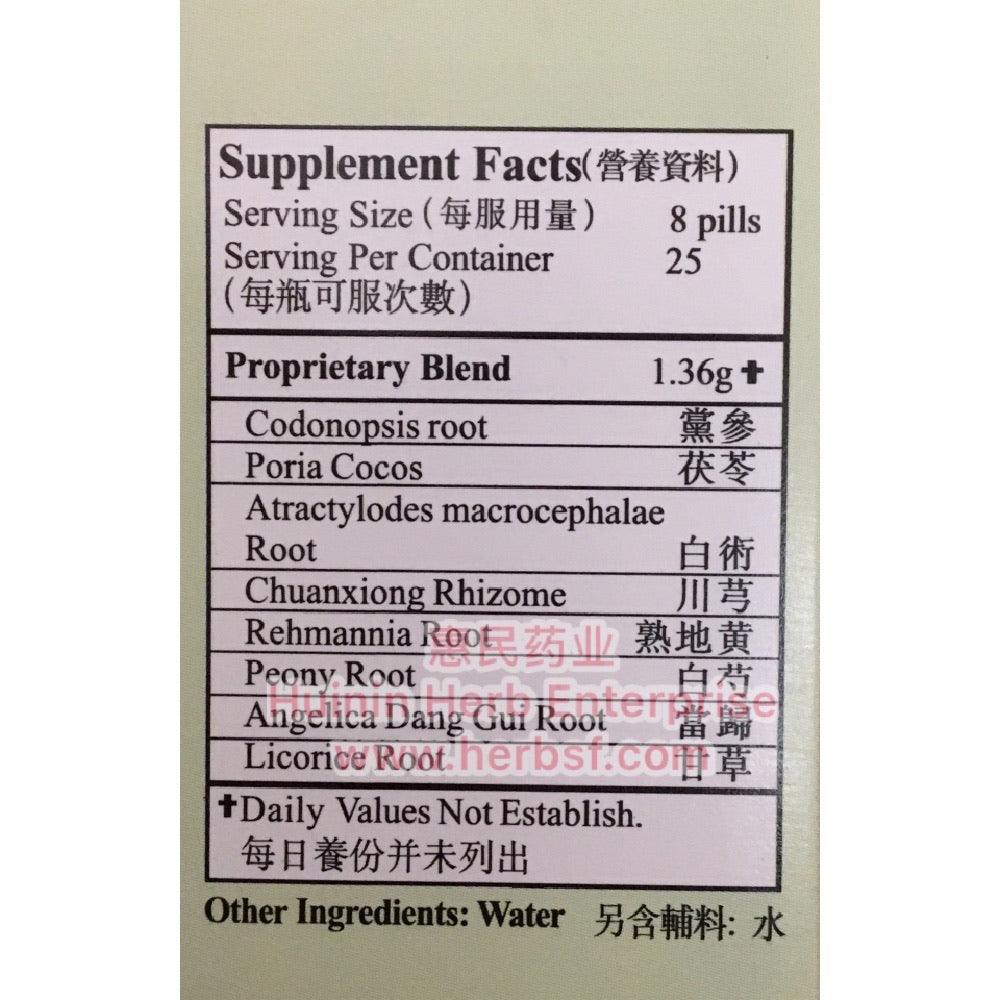 Supplement Facts(營養資料)
Serving Size(每服用量) 8 pills
Serving Per Container 25
(每瓶可服次數)
Proprietary Blend 1.36g✝
Codonopsis root 黨參
Poria Cocos 茯苓
Atractylodes macrocephalae
Root 白術
Chuanxiong Rhizome 川芎
Rehmannia Root 熟地黄
惠民药业
Peony Root 白芍
Huimin Herb Enterprise
Angelica Dang Gui Root 當歸
www.herbsf.com
Licorice Root 甘草
✝Daily Values Not Establish.
每日養份并未列出
Other Ingredients: Water 另含輔料: 水